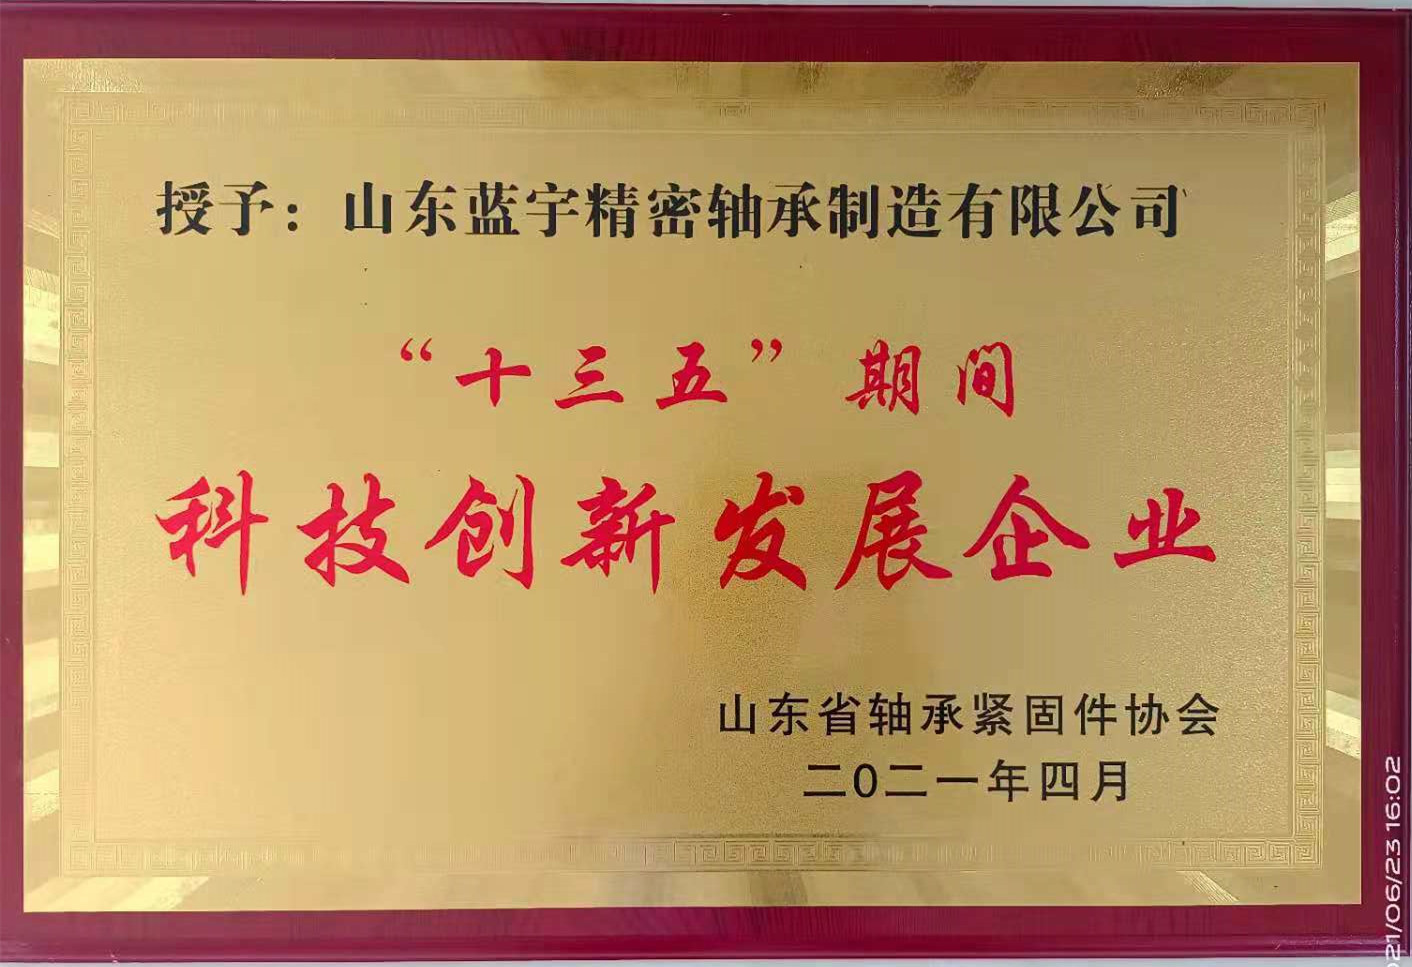 授予：山东蓝宇精密轴承制造有限公司
“十三五”期间
科技创新发展企业
山东省轴承紧固件协会
二〇二一年四月
021/06/23 16:02